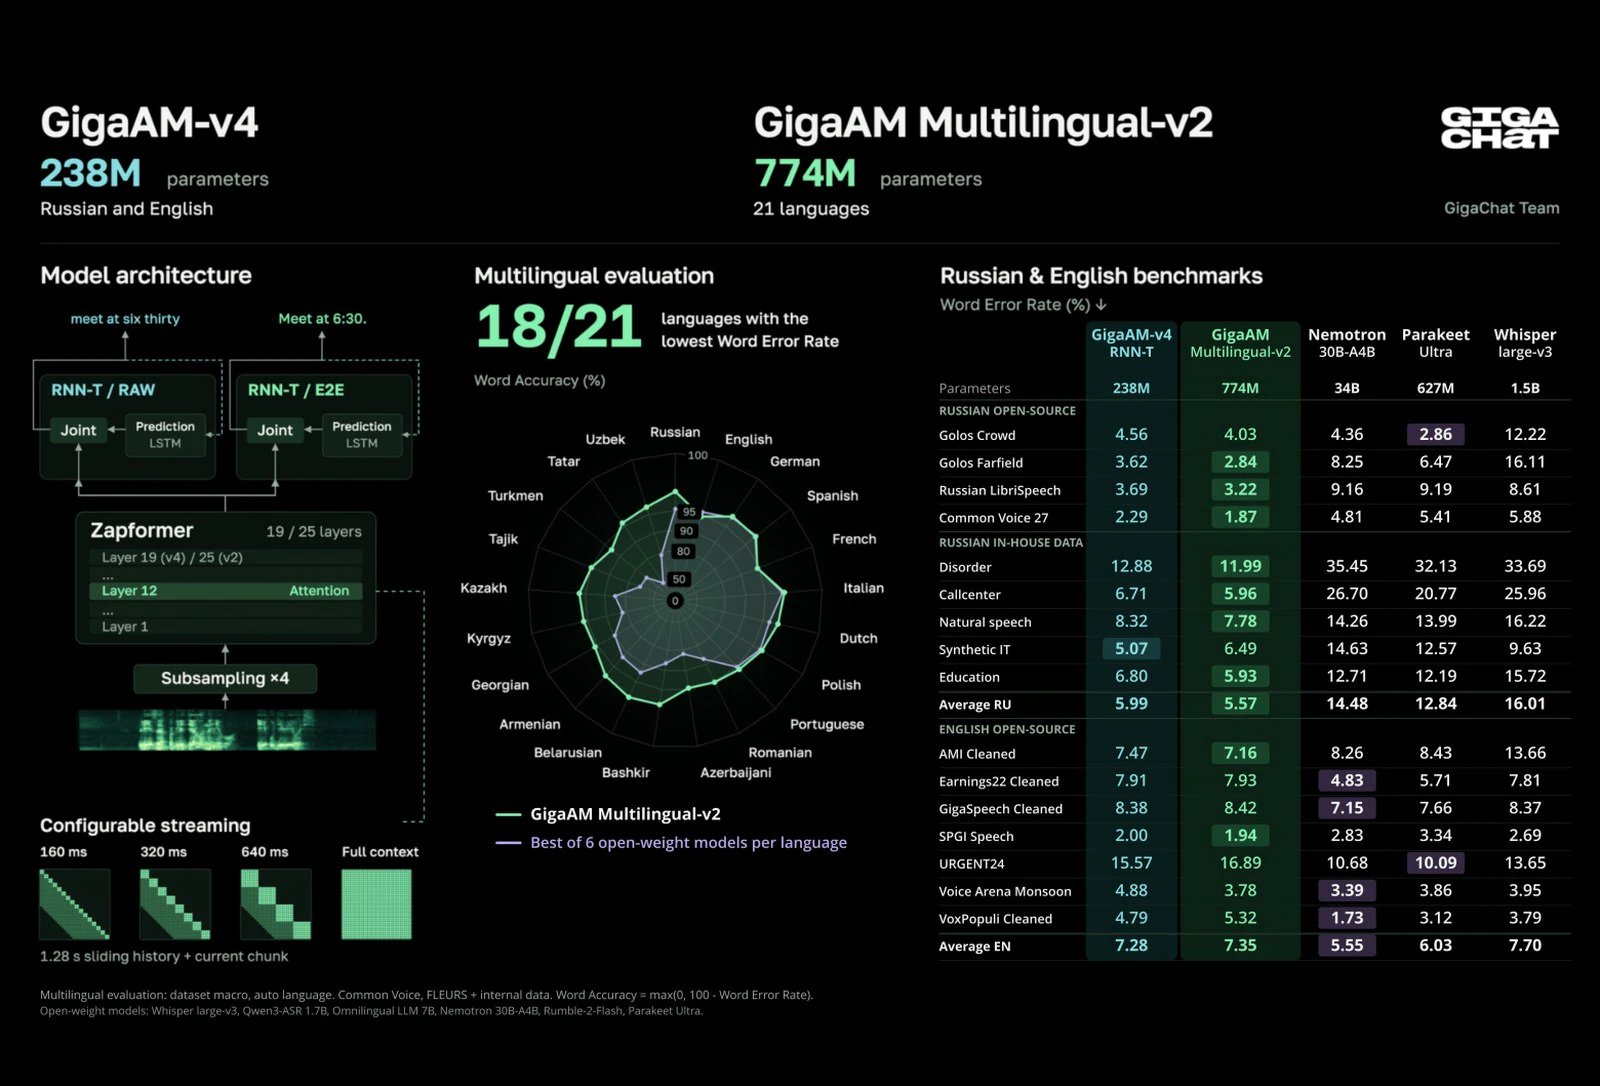 GigaAM-v4
238M parameters
Russian and English
GigaAM Multilingual-v2
774M parameters
21 languages
GIGA
CHAT
GigaChat Team
Model architecture
meet at six thirty
Meet at 6:30.
RNN-T / RAW
Joint
Prediction
LSTM
RNN-T / E2E
Joint
Prediction
LSTM
Zapformer 19 / 25 layers
Layer 19 (v4) / 25 (v2)
...
Layer 12 Attention
...
Layer 1
Subsampling ×4
Configurable streaming
160 ms 320 ms 640 ms Full context
1.28 s sliding history + current chunk
Multilingual evaluation
18/21
languages with the
lowest Word Error Rate
Word Accuracy (%)
Russian
English
German
Spanish
French
Italian
Dutch
Polish
Portuguese
Romanian
Azerbaijani
Bashkir
Belarusian
Armenian
Georgian
Kyrgyz
Kazakh
Tajik
Turkmen
Tatar
Uzbek
100
95
90
80
50
0
GigaAM Multilingual-v2
Best of 6 open-weight models per language
Russian & English benchmarks
Word Error Rate (%) ↓
GigaAM-v4 GigaAM Nemotron Parakeet Whisper
RNN-T Multilingual-v2 30B-A4B Ultra large-v3
Parameters 238M 774M 34B 627M 1.5B
RUSSIAN OPEN-SOURCE
Golos Crowd 4.56 4.03 4.36 2.86 12.22
Golos Farfield 3.62 2.84 8.25 6.47 16.11
Russian LibriSpeech 3.69 3.22 9.16 9.19 8.61
Common Voice 27 2.29 1.87 4.81 5.41 5.88
RUSSIAN IN-HOUSE DATA
Disorder 12.88 11.99 35.45 32.13 33.69
Callcenter 6.71 5.96 26.70 20.77 25.96
Natural speech 8.32 7.78 14.26 13.99 16.22
Synthetic IT 5.07 6.49 14.63 12.57 9.63
Education 6.80 5.93 12.71 12.19 15.72
Average RU 5.99 5.57 14.48 12.84 16.01
ENGLISH OPEN-SOURCE
AMI Cleaned 7.47 7.16 8.26 8.43 13.66
Earnings22 Cleaned 7.91 7.93 4.83 5.71 7.81
GigaSpeech Cleaned 8.38 8.42 7.15 7.66 8.37
SPGI Speech 2.00 1.94 2.83 3.34 2.69
URGENT24 15.57 16.89 10.68 10.09 13.65
Voice Arena Monsoon 4.88 3.78 3.39 3.86 3.95
VoxPopuli Cleaned 4.79 5.32 1.73 3.12 3.79
Average EN 7.28 7.35 5.55 6.03 7.70
Multilingual evaluation: dataset macro, auto language. Common Voice, FLEURS + internal data. Word Accuracy = max(0, 100 - Word Error Rate).
Open-weight models: Whisper large-v3, Qwen3-ASR 1.7B, Omnilingual LLM 7B, Nemotron 30B-A4B, Rumble-2-Flash, Parakeet Ultra.